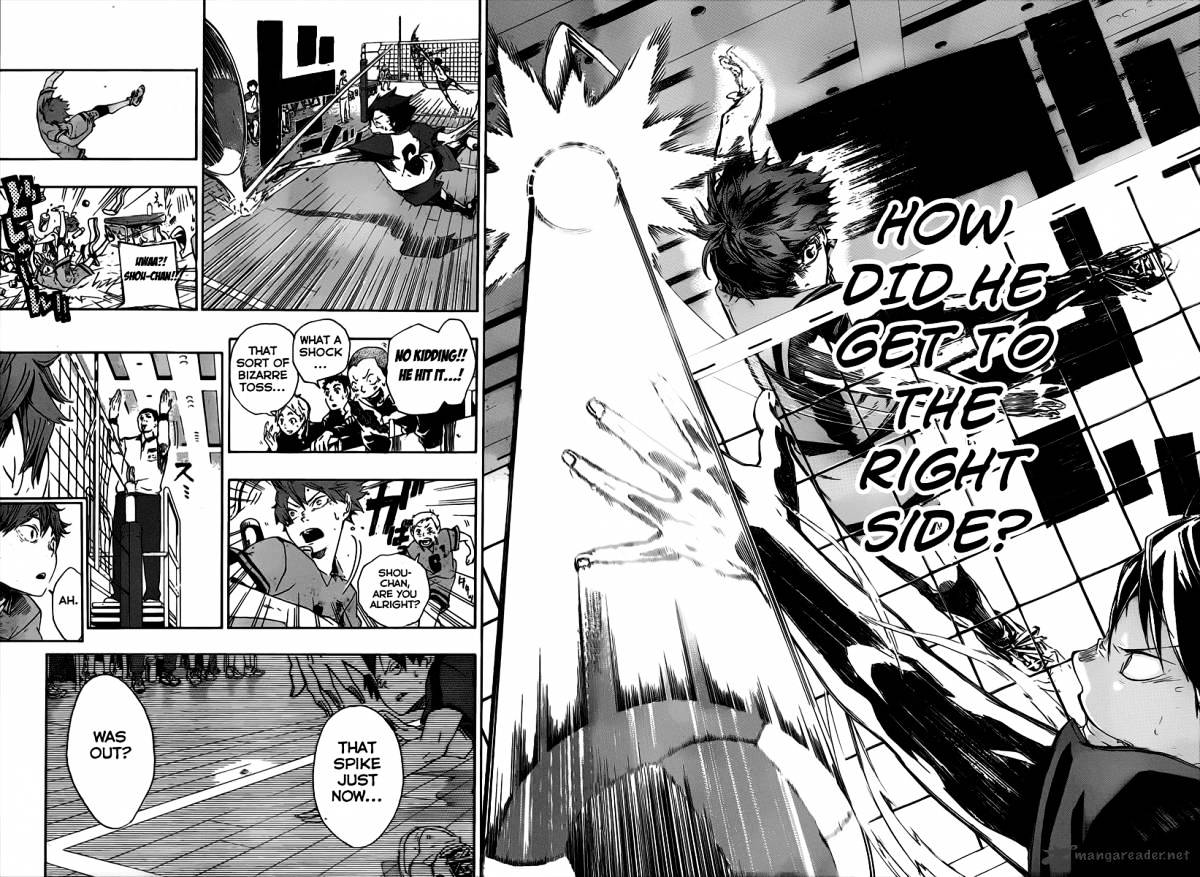 HOW
DID HE
GET TO
THE
RIGHT
SIDE?
ド
UWAA?!
SHOU-CHAN!!
NO KIDDING!!
HE HIT IT....!
WHAT A
SHOCK
...
THAT
SORT OF
BIZARRE
TOSS...
SHOU-
CHAN,
ARE YOU
ALRIGHT?
AH.
THAT
SPIKE
JUST
NOW...
WAS
OUT?
mangareader.net